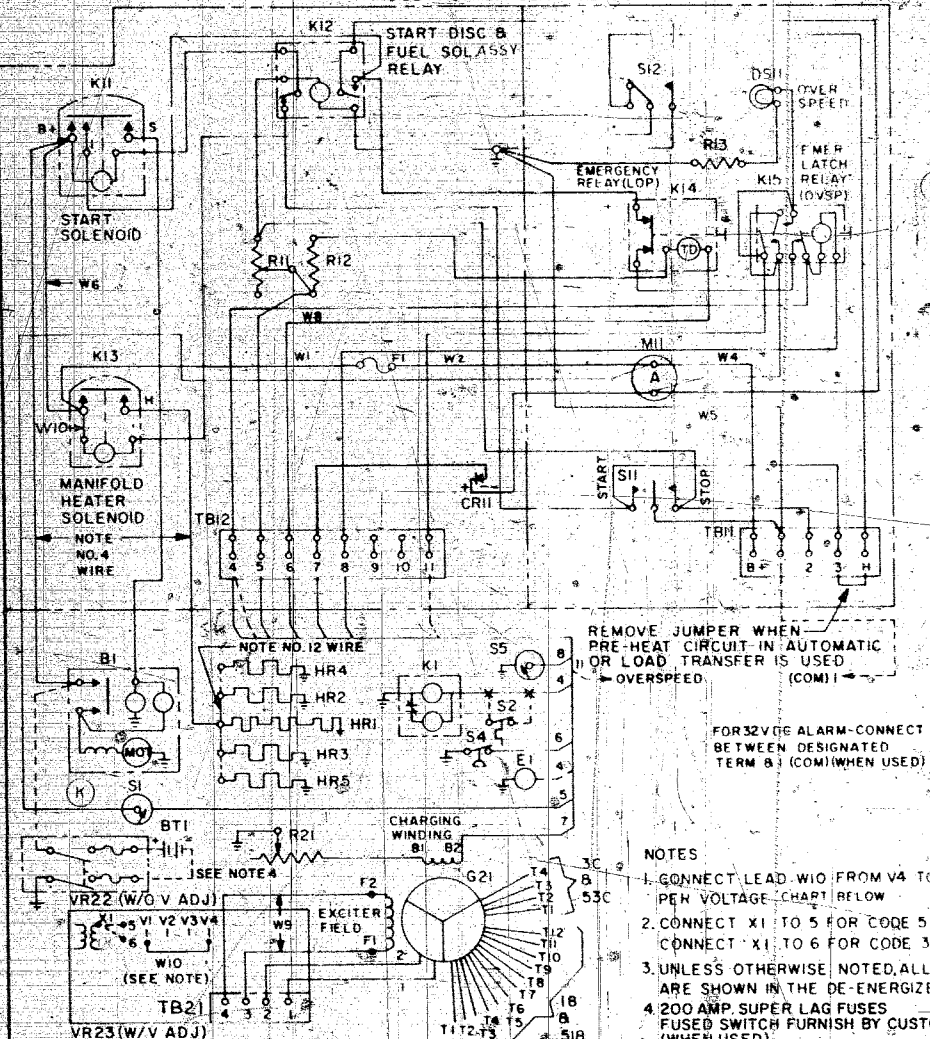 K12
START DISC &
FUEL SOL ASSY
RELAY
K11
B+
S
START
SOLENOID
S12
DS11
OVER
SPEED
R13
EMERGENCY
RELAY(LOP)
K14
TD
EMER
LATCH
RELAY
(OVSP)
K15
R11
R12
W6
W8
K13
W1
F1
W2
M11
A
W4
W5
H
W10
MANIFOLD
HEATER
SOLENOID
NOTE
NO.4
WIRE
CR11
START
S11
STOP
TB12
4 5 6 7 8 9 10 11
TB11
B+ 1 2 3 H
NOTE NO. 12 WIRE
HR4
HR2
HR1
HR3
HR5
REMOVE JUMPER WHEN
PRE-HEAT CIRCUIT IN AUTOMATIC
OR LOAD TRANSFER IS USED
OVERSPEED
(COM) 1
B1
MOT
K
S1
K1
S5
S2
S4
E1
8
11
4
6
4
5
7
FOR 32VDC ALARM-CONNECT
BETWEEN DESIGNATED
TERM & 1 (COM)(WHEN USED)
BT1
SEE NOTE 4
R21
CHARGING
WINDING
B1 B2
G21
VR22 (W/O V ADJ)
X1 5 V1 V2 V3 V4
6
W10
(SEE NOTE)
W9
F2
EXCITER
FIELD
F1
2
TB21
4 3 2 1
VR23 (W/V ADJ)
T4
T3
T2
T1
3C
&
53C
T12
T11
T10
T9
T8
T7
T6
T5
T4
T3
T1 T2
18
&
518
NOTES
1. CONNECT LEAD W10 FROM V4 TO
PER VOLTAGE CHART BELOW
2. CONNECT X1 TO 5 FOR CODE 5
CONNECT X1 TO 6 FOR CODE 3
3. UNLESS OTHERWISE NOTED, ALL
ARE SHOWN IN THE DE-ENERGIZE
4. 200 AMP. SUPER LAG FUSES
FUSED SWITCH FURNISH BY CUSTO
(WHEN USED)